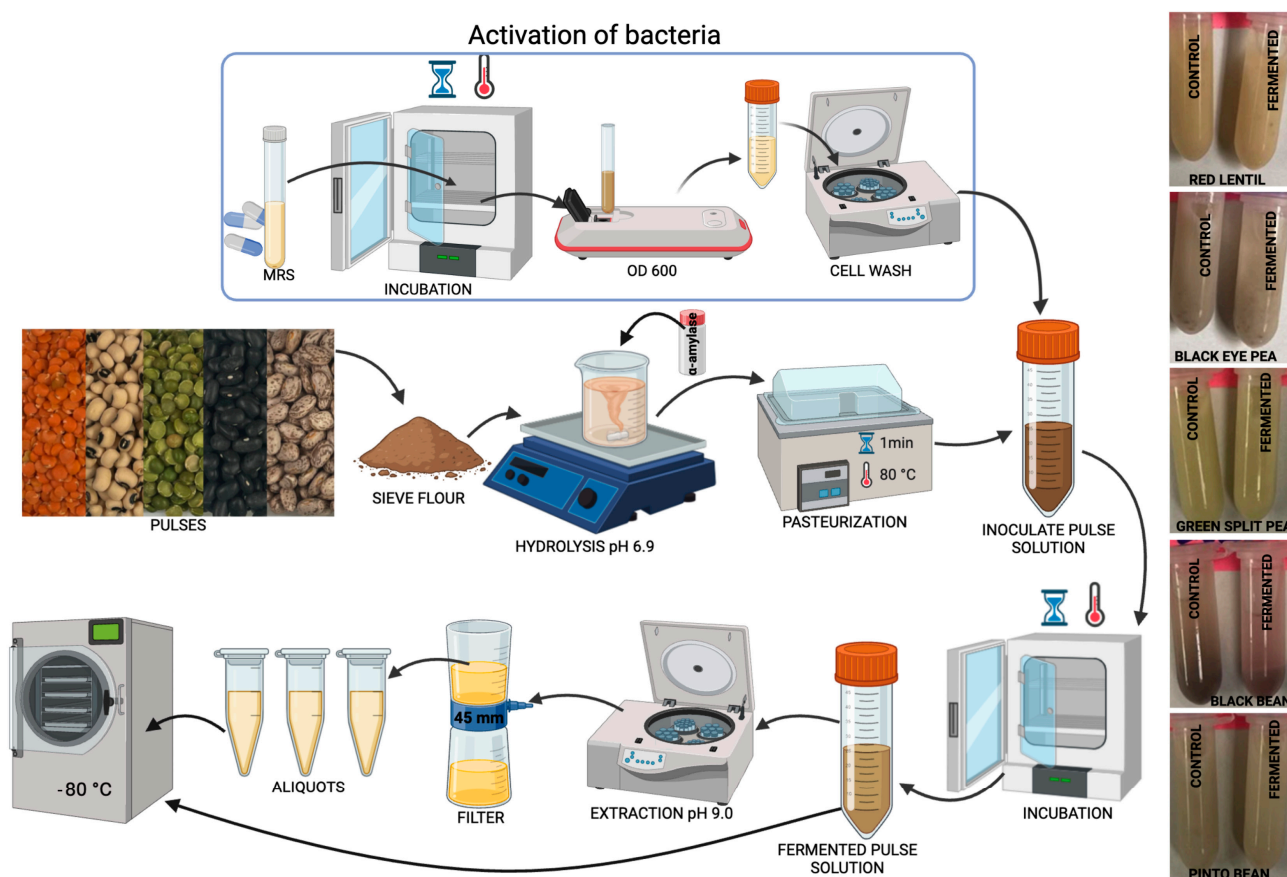 Activation of bacteria
MRS
INCUBATION
OD 600
CELL WASH
PULSES
SIEVE FLOUR
α-amylase
HYDROLYSIS pH 6.9
1min
80 °C
PASTEURIZATION
INOCULATE PULSE
SOLUTION
INCUBATION
FERMENTED PULSE
SOLUTION
EXTRACTION pH 9.0
45 mm
FILTER
ALIQUOTS
-80 °C
CONTROL
FERMENTED
RED LENTIL
CONTROL
FERMENTED
BLACK EYE PEA
CONTROL
FERMENTED
GREEN SPLIT PEA
CONTROL
FERMENTED
BLACK BEAN
CONTROL
FERMENTED
PINTO BEAN